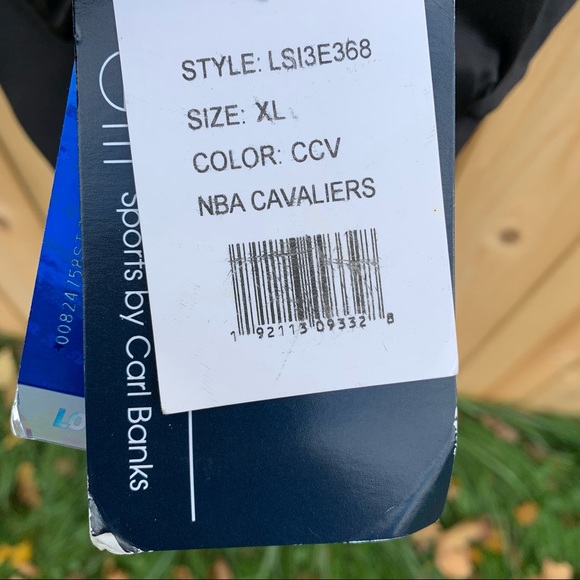 STYLE: LSI3E368
SIZE: XL
COLOR: CCV
NBA CAVALIERS
1 92113 09332 8
sports by Carl Banks